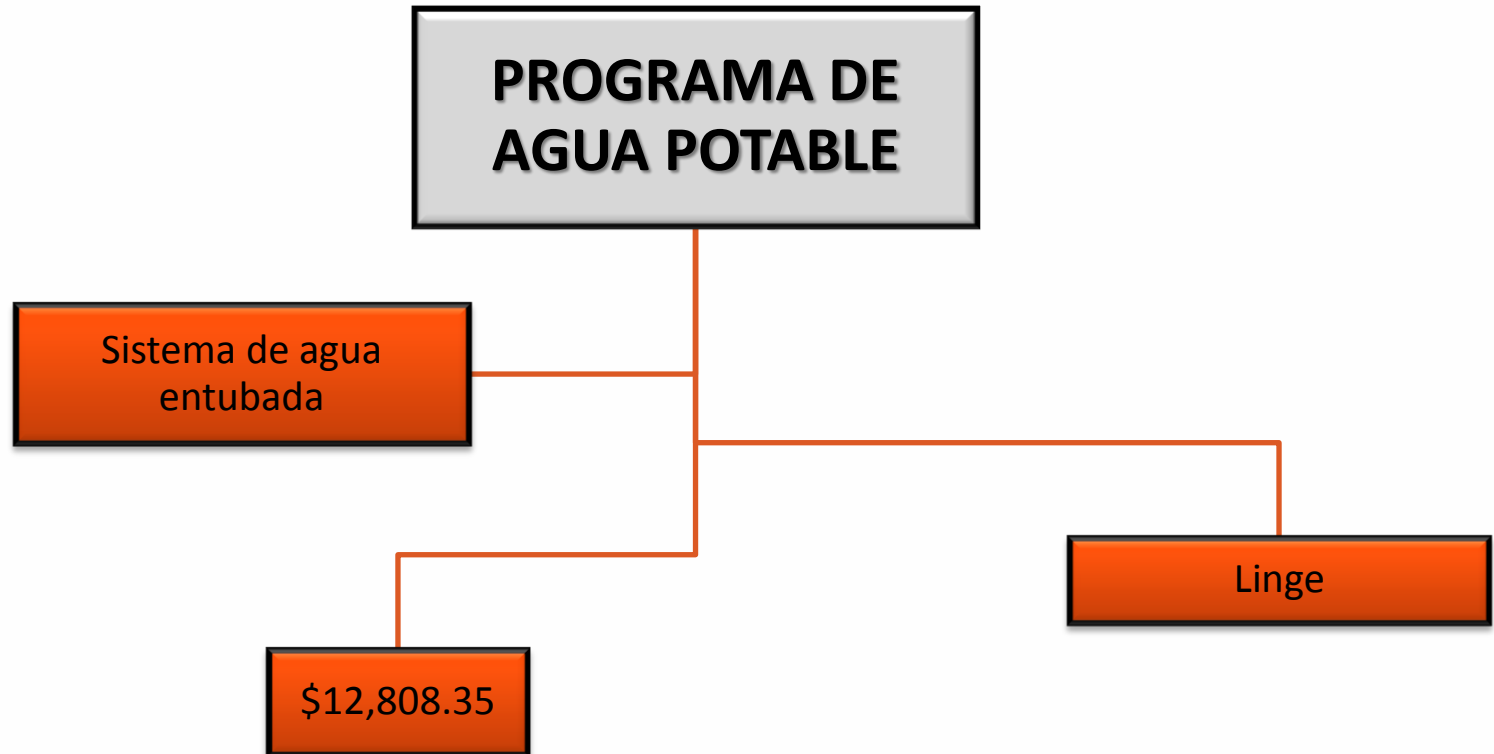 PROGRAMA DE
AGUA POTABLE
Sistema de agua
entubada
Linge
$12,808.35